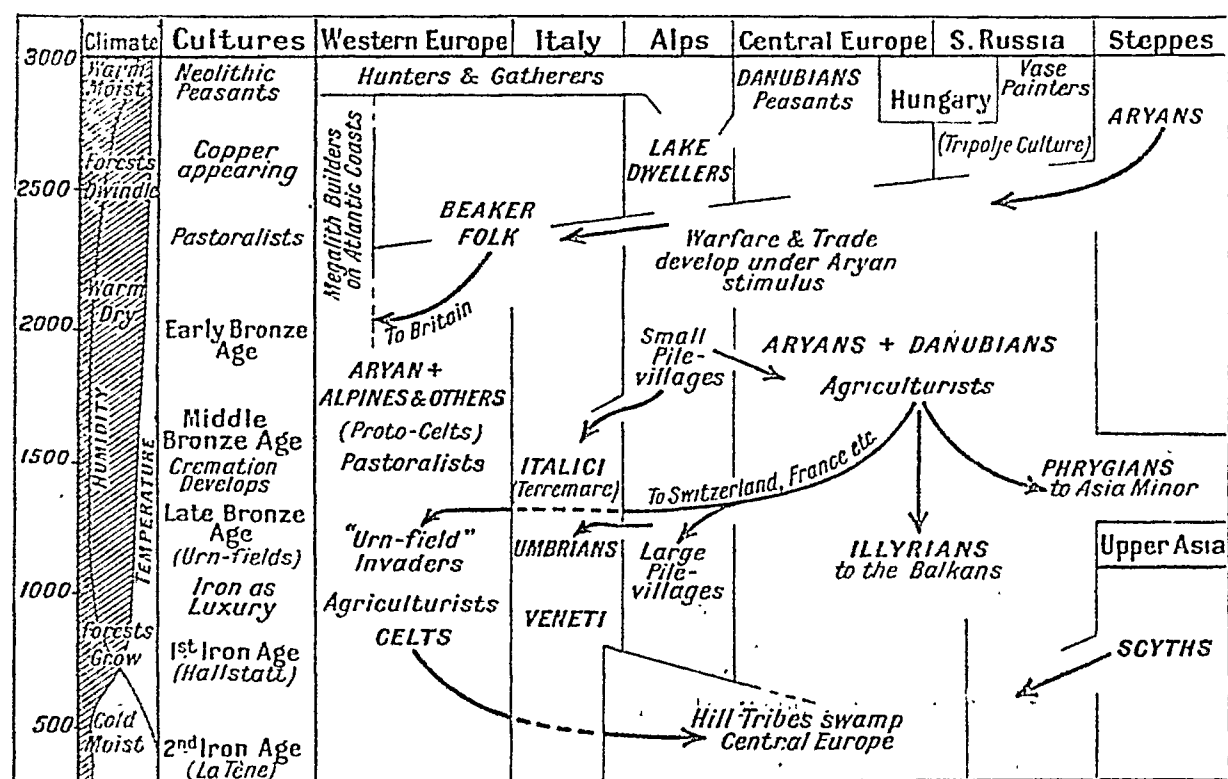 Climate
Cultures
Western Europe
Italy
Alps
Central Europe
S. Russia
Steppes
3000
2500
2000
1500
1000
500
Warm
Moist
Forests
Dwindle
Warm
Dry
HUMIDITY
TEMPERATURE
Forests
Grow
Cold
Moist
Neolithic
Peasants
Copper
appearing
Pastoralists
Early Bronze
Age
Middle
Bronze Age
Cremation
Develops
Late Bronze
Age
(Urn-fields)
Iron as
Luxury
1st Iron Age
(Hallstatt)
2nd Iron Age
(La Tène)
Hunters & Gatherers
Megalith Builders
on Atlantic Coasts
BEAKER
FOLK
To Britain
ARYAN +
ALPINES & OTHERS
(Proto-Celts)
Pastoralists
"Urn-field"
Invaders
Agriculturists
CELTS
ITALICI
(Terremare)
UMBRIANS
VENETI
LAKE
DWELLERS
Small
Pile-
villages
Large
Pile-
villages
DANUBIANS
Peasants
Hungary
Vase
Painters
(Tripolje Culture)
ARYANS
Warfare & Trade
develop under Aryan
stimulus
ARYANS + DANUBIANS
Agriculturists
To Switzerland, France etc.
PHRYGIANS
to Asia Minor
ILLYRIANS
to the Balkans
Upper Asia
SCYTHS
Hill Tribes swamp
Central Europe